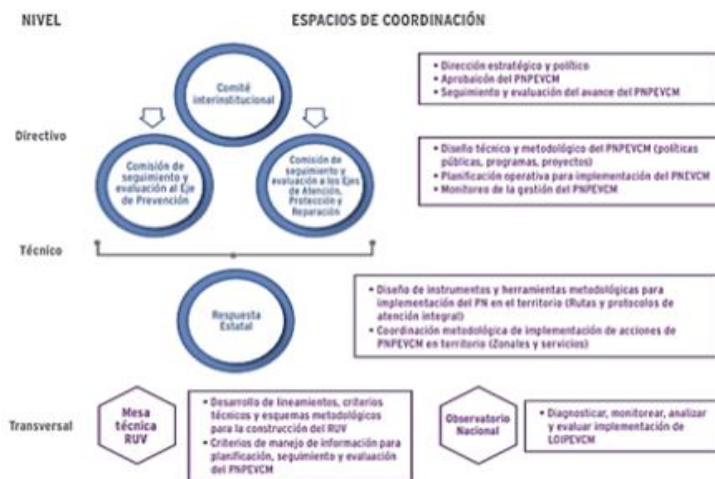 NIVEL
ESPACIOS DE COORDINACIÓN
Comité
interinstitucional
• Dirección estratégico y político
• Aprobaicón del PNPEVCM
• Seguimiento y evaluación del avance del PNPEVCM
Directivo
Comisión de
seguimiento y
evaluación al Eje
de Prevención
Comisión de
seguimiento y
evaluación a los Ejes
de Atención,
Protección y
Reparación
• Diseño técnico y metodológico del PNPEVCM (políticas
públicas, programas, proyectos)
• Planificación operativa para implementación del PNEVCM
• Monitoreo de la gestión del PNPEVCM
Técnico
Respuesta
Estatal
• Diseño de instrumentos y herramientas metodológicas para
implementación del PN en el territorio (Rutas y protocolos de
atención integral)
• Coordinación metodológica de implementación de acciones de
PNPEVCM en territorio (Zonales y servicios)
Transversal
Mesa
técnica
RUV
• Desarrollo de lineamientos, criterios
técnicos y esquemas metodológicos
para la construcción del RUV
• Criterios de manejo de información para
planificación, seguimiento y evaluación
del PNPEVCM
Observatorio
Nacional
• Diagnosticar, monitorear, analizar
y evaluar implementación de
LOIPEVCM